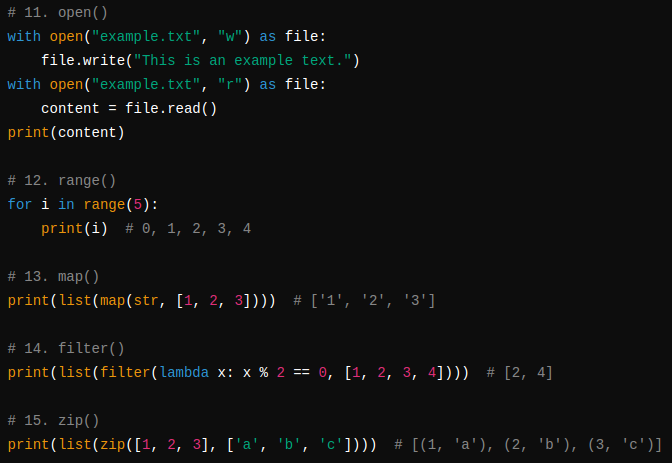 # 11. open()
with open("example.txt", "w") as file:
    file.write("This is an example text.")
with open("example.txt", "r") as file:
    content = file.read()
print(content)

# 12. range()
for i in range(5):
    print(i)  # 0, 1, 2, 3, 4

# 13. map()
print(list(map(str, [1, 2, 3])))  # ['1', '2', '3']

# 14. filter()
print(list(filter(lambda x: x % 2 == 0, [1, 2, 3, 4])))  # [2, 4]

# 15. zip()
print(list(zip([1, 2, 3], ['a', 'b', 'c'])))  # [(1, 'a'), (2, 'b'), (3, 'c')]